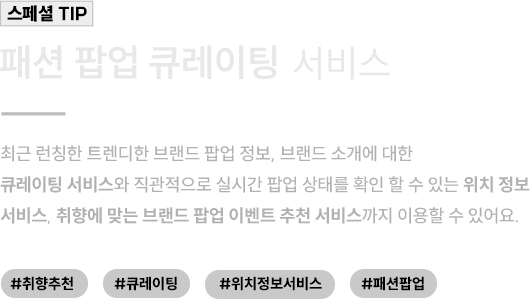 스페셜 TIP
패션 팝업 큐레이팅 서비스
최근 런칭한 트렌디한 브랜드 팝업 정보, 브랜드 소개에 대한
큐레이팅 서비스와 직관적으로 실시간 팝업 상태를 확인 할 수 있는 위치 정보
서비스, 취향에 맞는 브랜드 팝업 이벤트 추천 서비스까지 이용할 수 있어요.
#취향추천 #큐레이팅 #위치정보서비스 #패션팝업